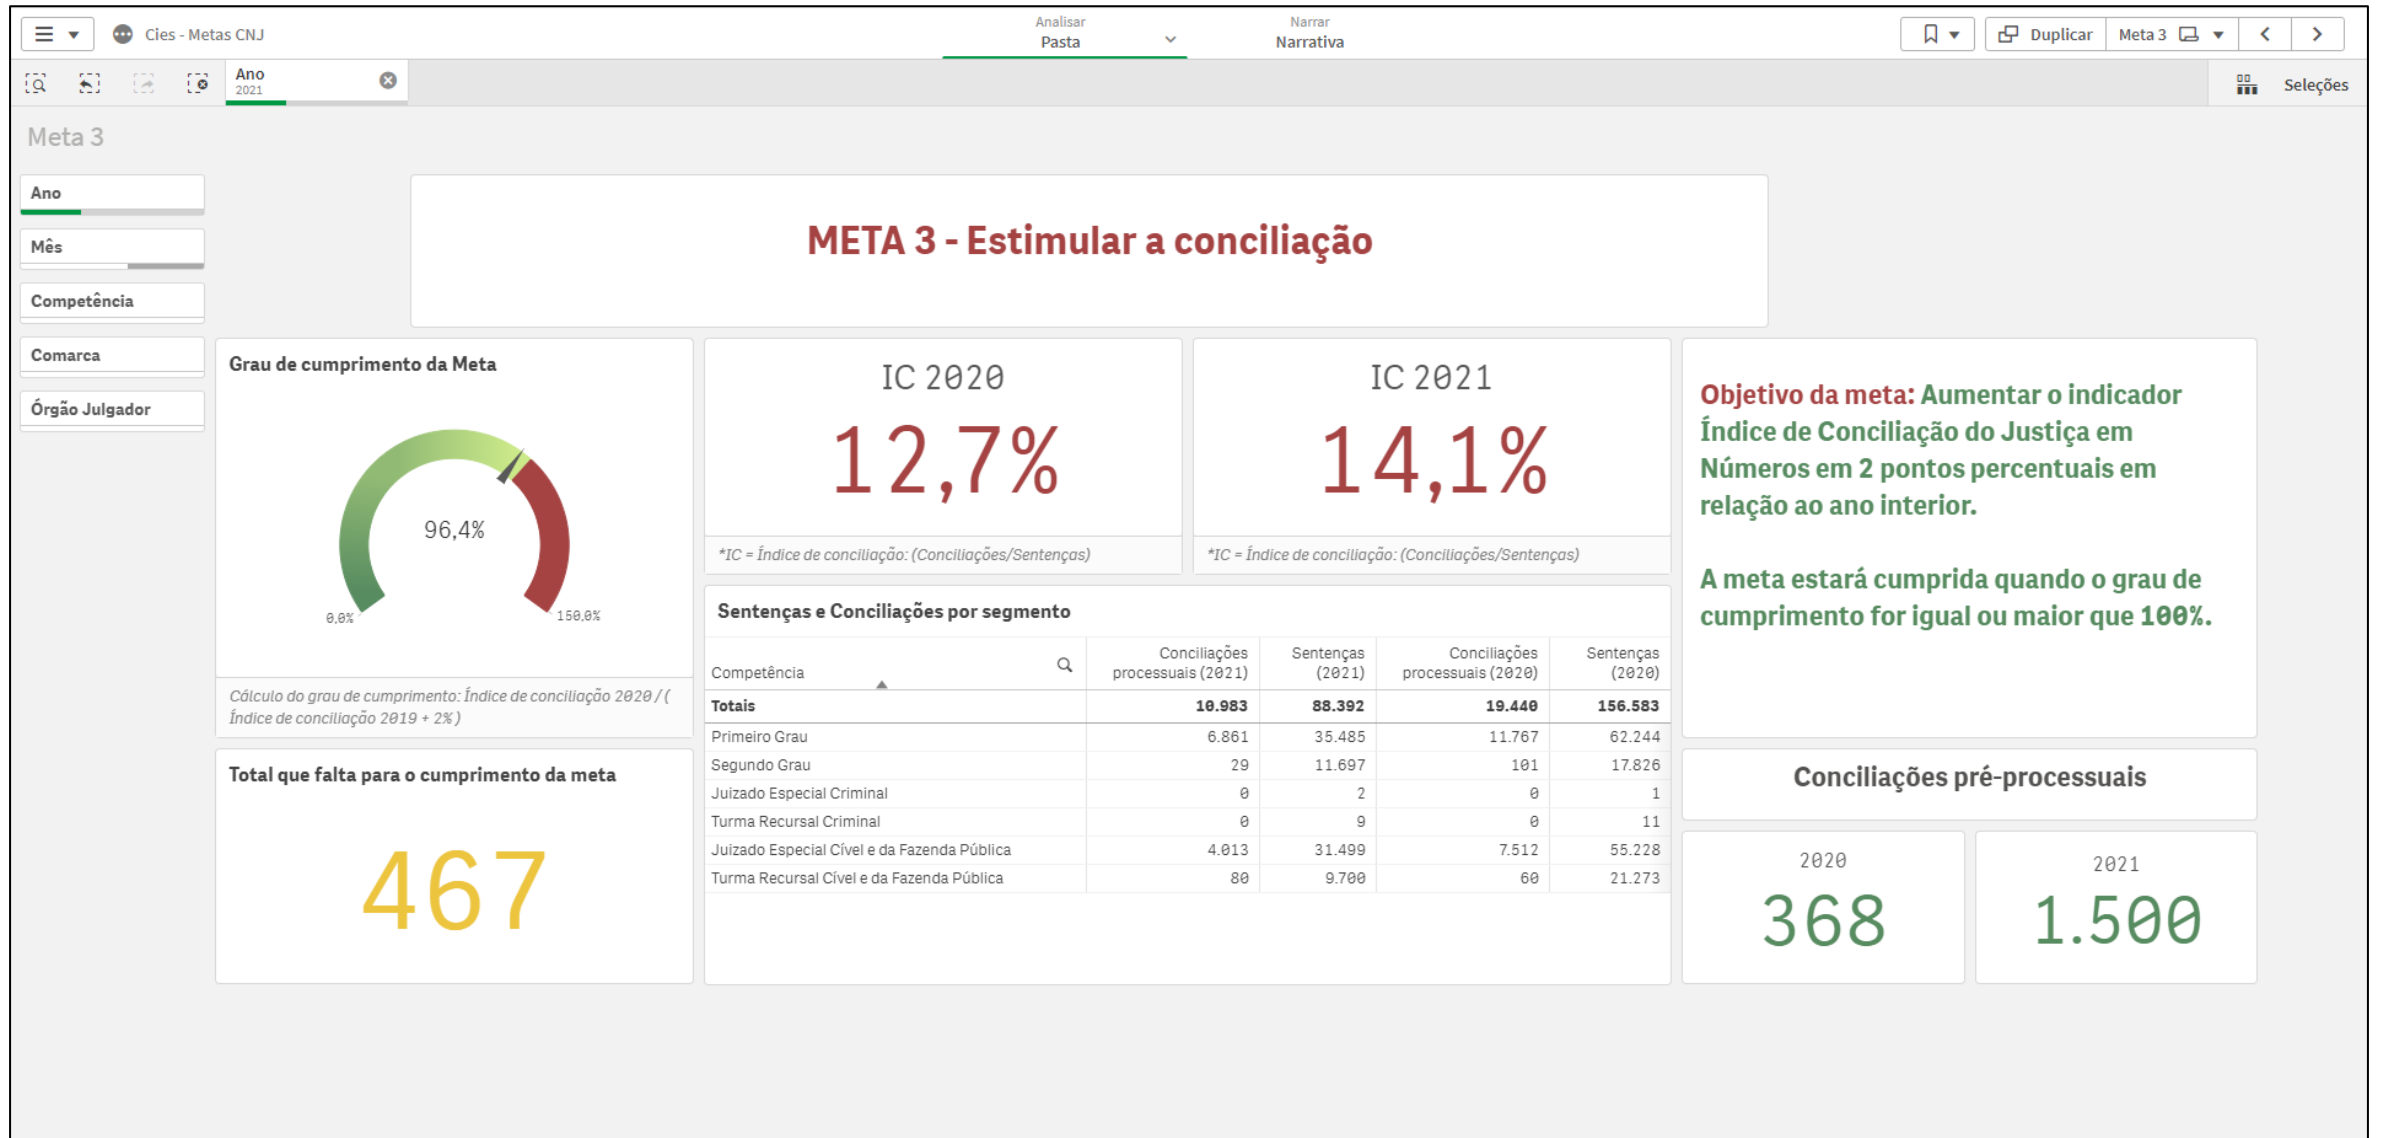 Cies - Metas CNJ
Analisar
Pasta
Narrar
Narrativa
Duplicar
Meta 3
Ano
2021
Seleções
Meta 3
Ano
Mês
Competência
Comarca
Órgão Julgador
META 3 - Estimular a conciliação
Grau de cumprimento da Meta
96,4%
0,0%
150,0%
Cálculo do grau de cumprimento: Índice de conciliação 2020 / (
Índice de conciliação 2019 + 2% )
Total que falta para o cumprimento da meta
467
IC 2020
12,7%
*IC = Índice de conciliação: (Conciliações/Sentenças)
IC 2021
14,1%
*IC = Índice de conciliação: (Conciliações/Sentenças)
Sentenças e Conciliações por segmento
Competência Conciliações processuais (2021) Sentenças (2021) Conciliações processuais (2020) Sentenças (2020)
Totais 10.983 88.392 19.440 156.583
Primeiro Grau 6.861 35.485 11.767 62.244
Segundo Grau 29 11.697 101 17.826
Juizado Especial Criminal 0 2 0 1
Turma Recursal Criminal 0 9 0 11
Juizado Especial Cível e da Fazenda Pública 4.013 31.499 7.512 55.228
Turma Recursal Cível e da Fazenda Pública 80 9.700 60 21.273
Objetivo da meta: Aumentar o indicador
Índice de Conciliação do Justiça em
Números em 2 pontos percentuais em
relação ao ano interior.
A meta estará cumprida quando o grau de
cumprimento for igual ou maior que 100%.
Conciliações pré-processuais
2020
368
2021
1.500